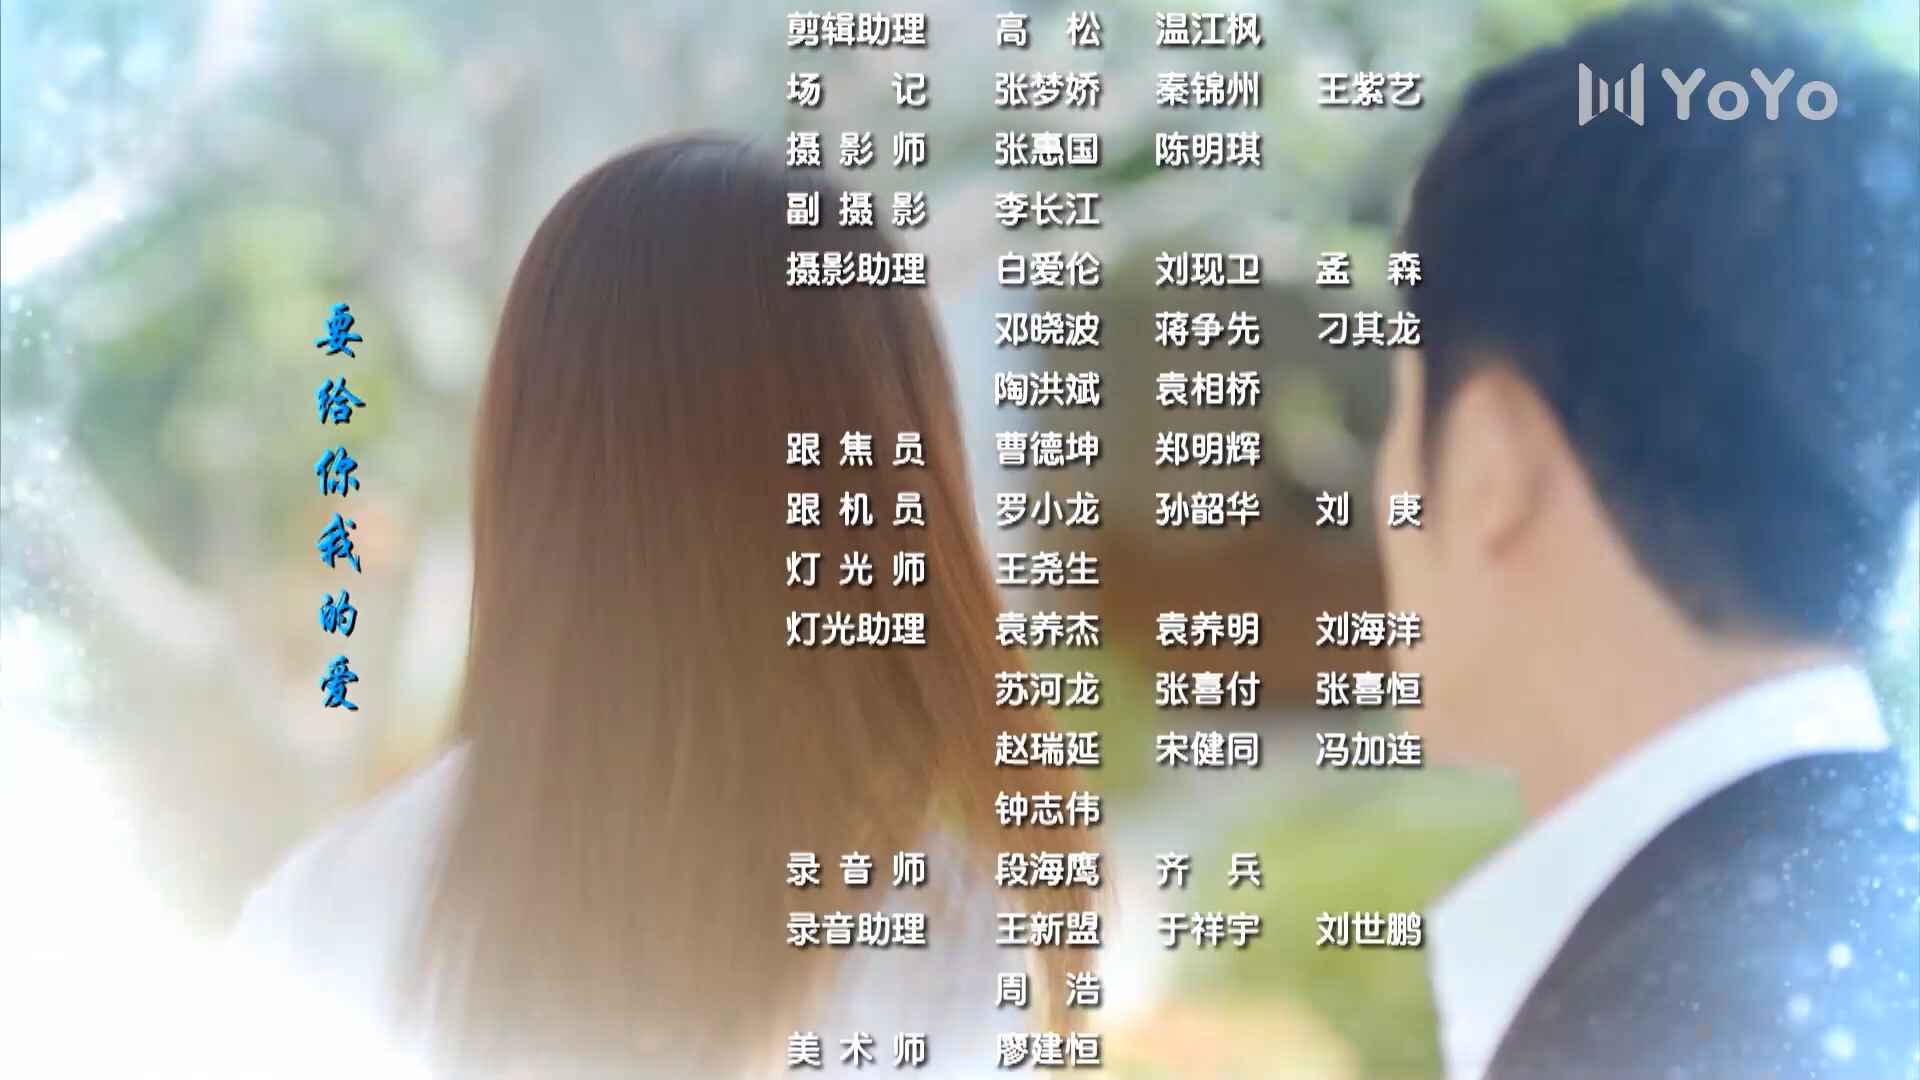 YoYo
剪辑助理 高松 温江枫
场记 张梦娇 秦锦州 王紫艺
摄影师 张惠国 陈明琪
副摄影 李长江
摄影助理 白爱伦 刘现卫 孟森
邓晓波 蒋争先 刁其龙
陶洪斌 袁相桥
跟焦员 曹德坤 郑明辉
跟机员 罗小龙 孙韶华 刘庚
灯光师 王尧生
灯光助理 袁养杰 袁养明 刘海洋
苏河龙 张喜付 张喜恒
赵瑞延 宋健同 冯加连
钟志伟
录音师 段海鹰 齐兵
录音助理 王新盟 于祥宇 刘世鹏
周浩
美术师 廖建恒
要给你我的爱